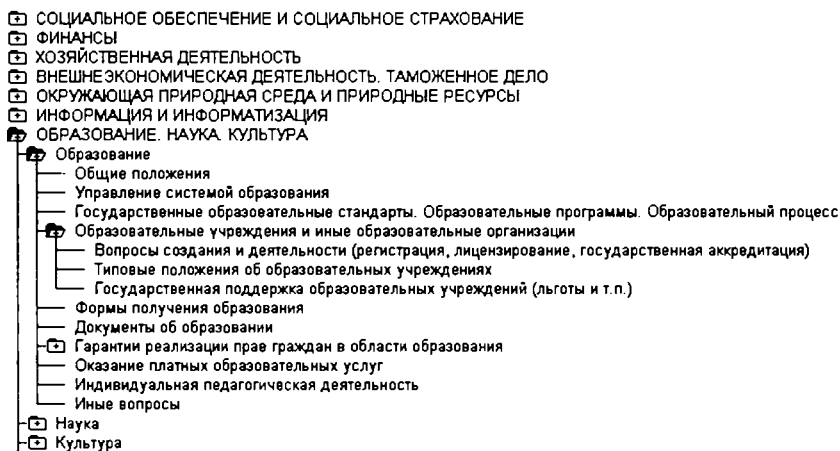 СОЦИАЛЬНОЕ ОБЕСПЕЧЕНИЕ И СОЦИАЛЬНОЕ СТРАХОВАНИЕ
ФИНАНСЫ
ХОЗЯЙСТВЕННАЯ ДЕЯТЕЛЬНОСТЬ
ВНЕШНЕЭКОНОМИЧЕСКАЯ ДЕЯТЕЛЬНОСТЬ. ТАМОЖЕННОЕ ДЕЛО
ОКРУЖАЮЩАЯ ПРИРОДНАЯ СРЕДА И ПРИРОДНЫЕ РЕСУРСЫ
ИНФОРМАЦИЯ И ИНФОРМАТИЗАЦИЯ
ОБРАЗОВАНИЕ. НАУКА. КУЛЬТУРА
Образование
Общие положения
Управление системой образования
Государственные образовательные стандарты. Образовательные программы. Образовательный процесс
Образовательные учреждения и иные образовательные организации
Вопросы создания и деятельности (регистрация, лицензирование, государственная аккредитация)
Типовые положения об образовательных учреждениях
Государственная поддержка образовательных учреждений (льготы и т.п.)
Формы получения образования
Документы об образовании
Гарантии реализации прав граждан в области образования
Оказание платных образовательных услуг
Индивидуальная педагогическая деятельность
Иные вопросы
Наука
Культура